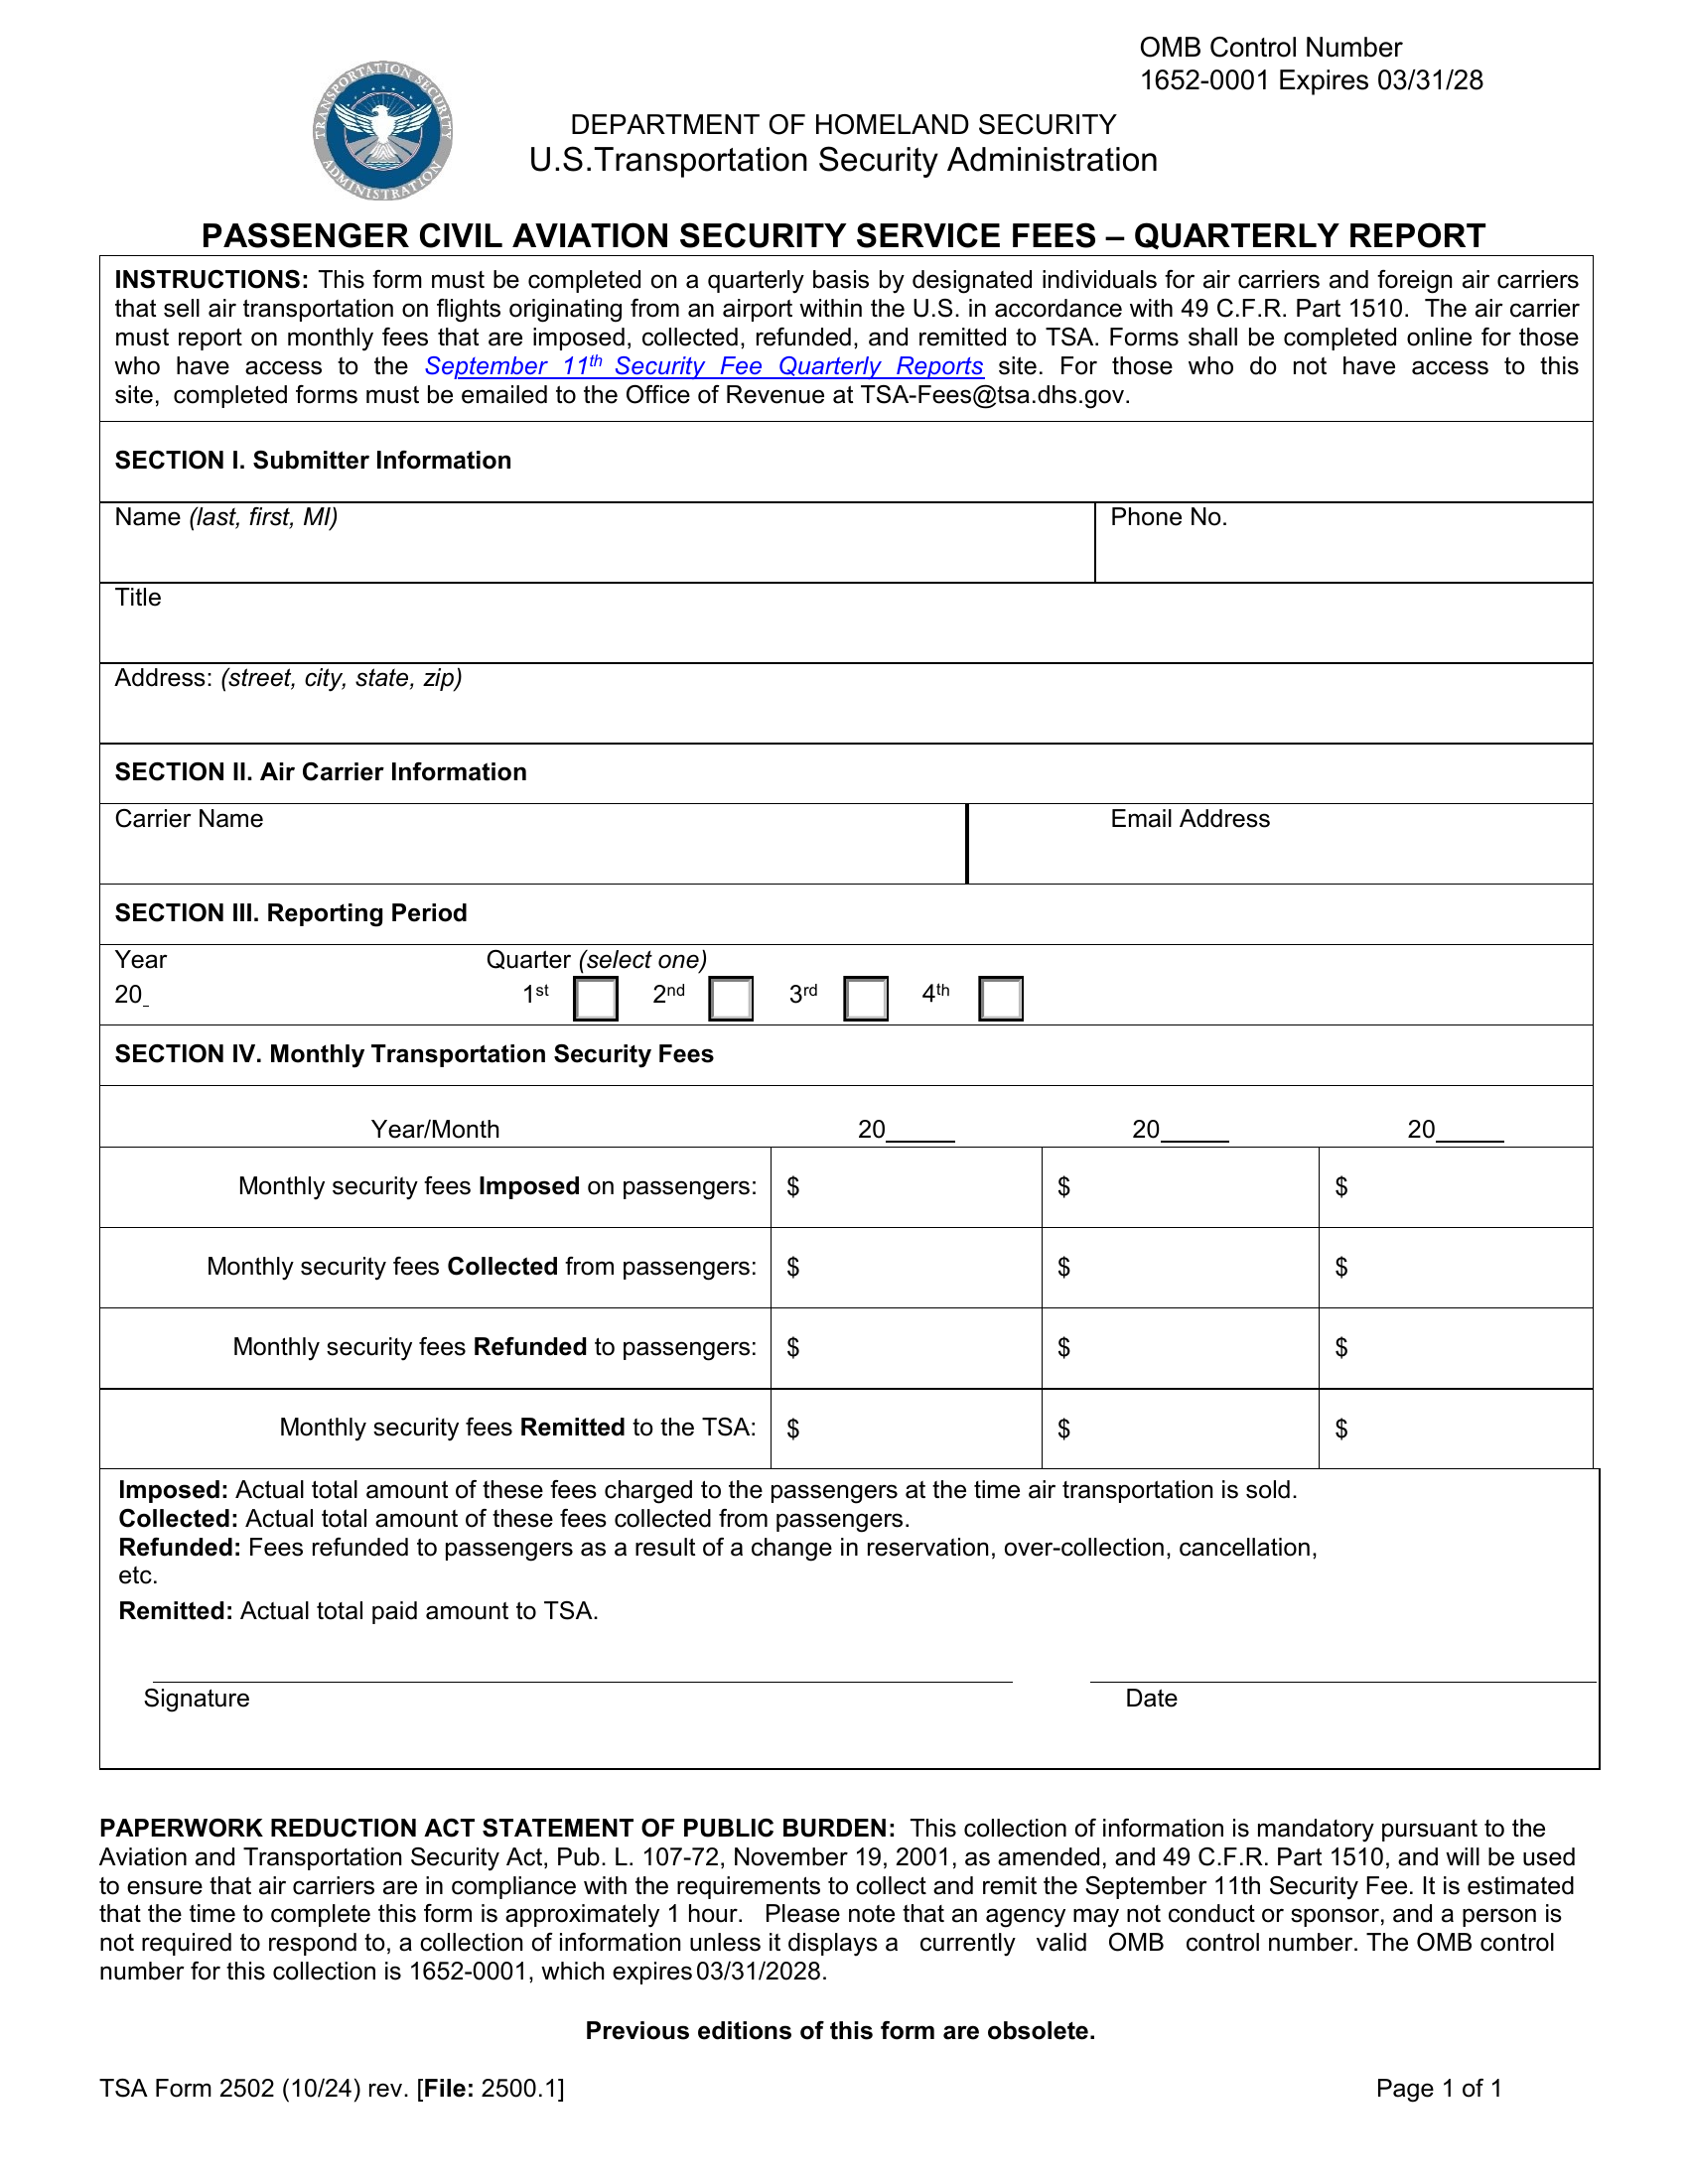 OMB Control Number
1652-0001 Expires 03/31/28
TRANSPORTATION SECURITY
ADMINISTRATION
DEPARTMENT OF HOMELAND SECURITY
U.S.Transportation Security Administration
PASSENGER CIVIL AVIATION SECURITY SERVICE FEES – QUARTERLY REPORT
INSTRUCTIONS: This form must be completed on a quarterly basis by designated individuals for air carriers and foreign air carriers
that sell air transportation on flights originating from an airport within the U.S. in accordance with 49 C.F.R. Part 1510. The air carrier
must report on monthly fees that are imposed, collected, refunded, and remitted to TSA. Forms shall be completed online for those
who have access to the September 11th Security Fee Quarterly Reports site. For those who do not have access to this
site, completed forms must be emailed to the Office of Revenue at TSA-Fees@tsa.dhs.gov.
SECTION I. Submitter Information
Name (last, first, MI) Phone No.
Title
Address: (street, city, state, zip)
SECTION II. Air Carrier Information
Carrier Name Email Address
SECTION III. Reporting Period
Year Quarter (select one)
20_ 1st 2nd 3rd 4th
SECTION IV. Monthly Transportation Security Fees
Year/Month 20_____ 20_____ 20_____
Monthly security fees Imposed on passengers: $ $ $
Monthly security fees Collected from passengers: $ $ $
Monthly security fees Refunded to passengers: $ $ $
Monthly security fees Remitted to the TSA: $ $ $
Imposed: Actual total amount of these fees charged to the passengers at the time air transportation is sold.
Collected: Actual total amount of these fees collected from passengers.
Refunded: Fees refunded to passengers as a result of a change in reservation, over-collection, cancellation,
etc.
Remitted: Actual total paid amount to TSA.
Signature Date
PAPERWORK REDUCTION ACT STATEMENT OF PUBLIC BURDEN: This collection of information is mandatory pursuant to the
Aviation and Transportation Security Act, Pub. L. 107-72, November 19, 2001, as amended, and 49 C.F.R. Part 1510, and will be used
to ensure that air carriers are in compliance with the requirements to collect and remit the September 11th Security Fee. It is estimated
that the time to complete this form is approximately 1 hour. Please note that an agency may not conduct or sponsor, and a person is
not required to respond to, a collection of information unless it displays a currently valid OMB control number. The OMB control
number for this collection is 1652-0001, which expires 03/31/2028.
Previous editions of this form are obsolete.
TSA Form 2502 (10/24) rev. [File: 2500.1] Page 1 of 1